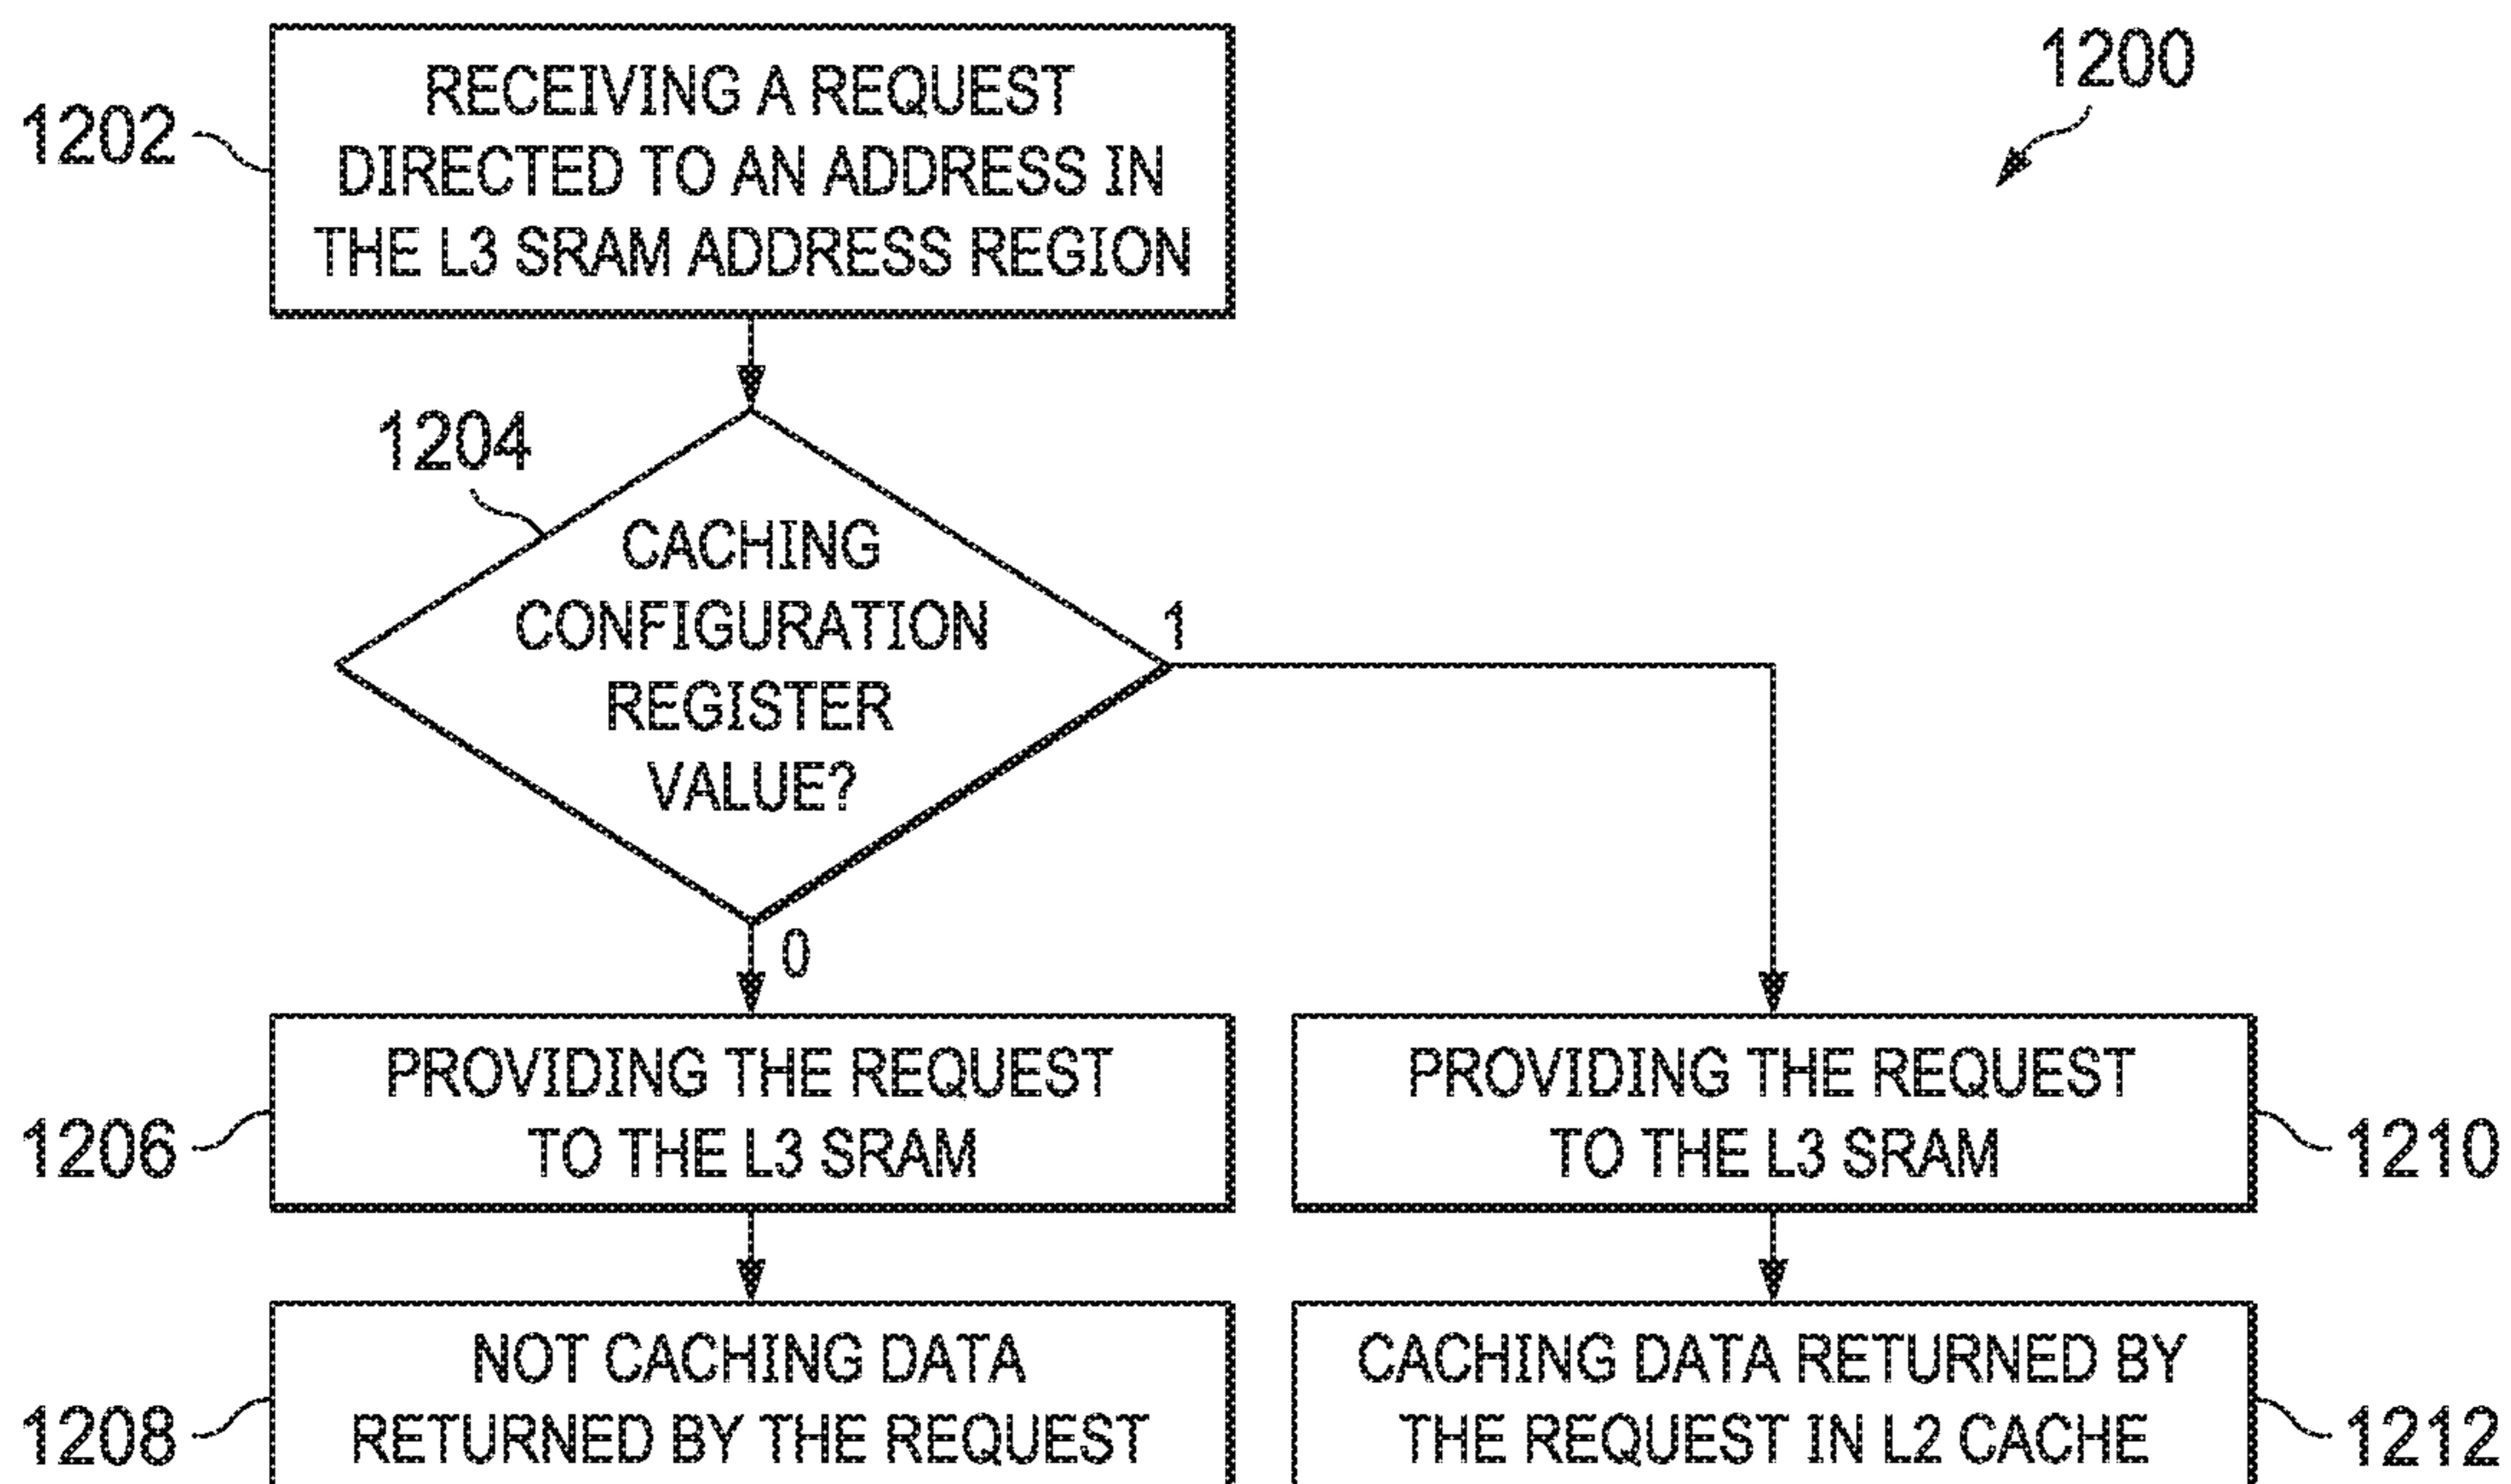 1200
1202
RECEIVING A REQUEST
DIRECTED TO AN ADDRESS IN
THE L3 SRAM ADDRESS REGION
1204
CACHING
CONFIGURATION
REGISTER
VALUE?
1
0
1206
PROVIDING THE REQUEST
TO THE L3 SRAM
PROVIDING THE REQUEST
TO THE L3 SRAM
1210
1208
NOT CACHING DATA
RETURNED BY THE REQUEST
CACHING DATA RETURNED BY
THE REQUEST IN L2 CACHE
1212